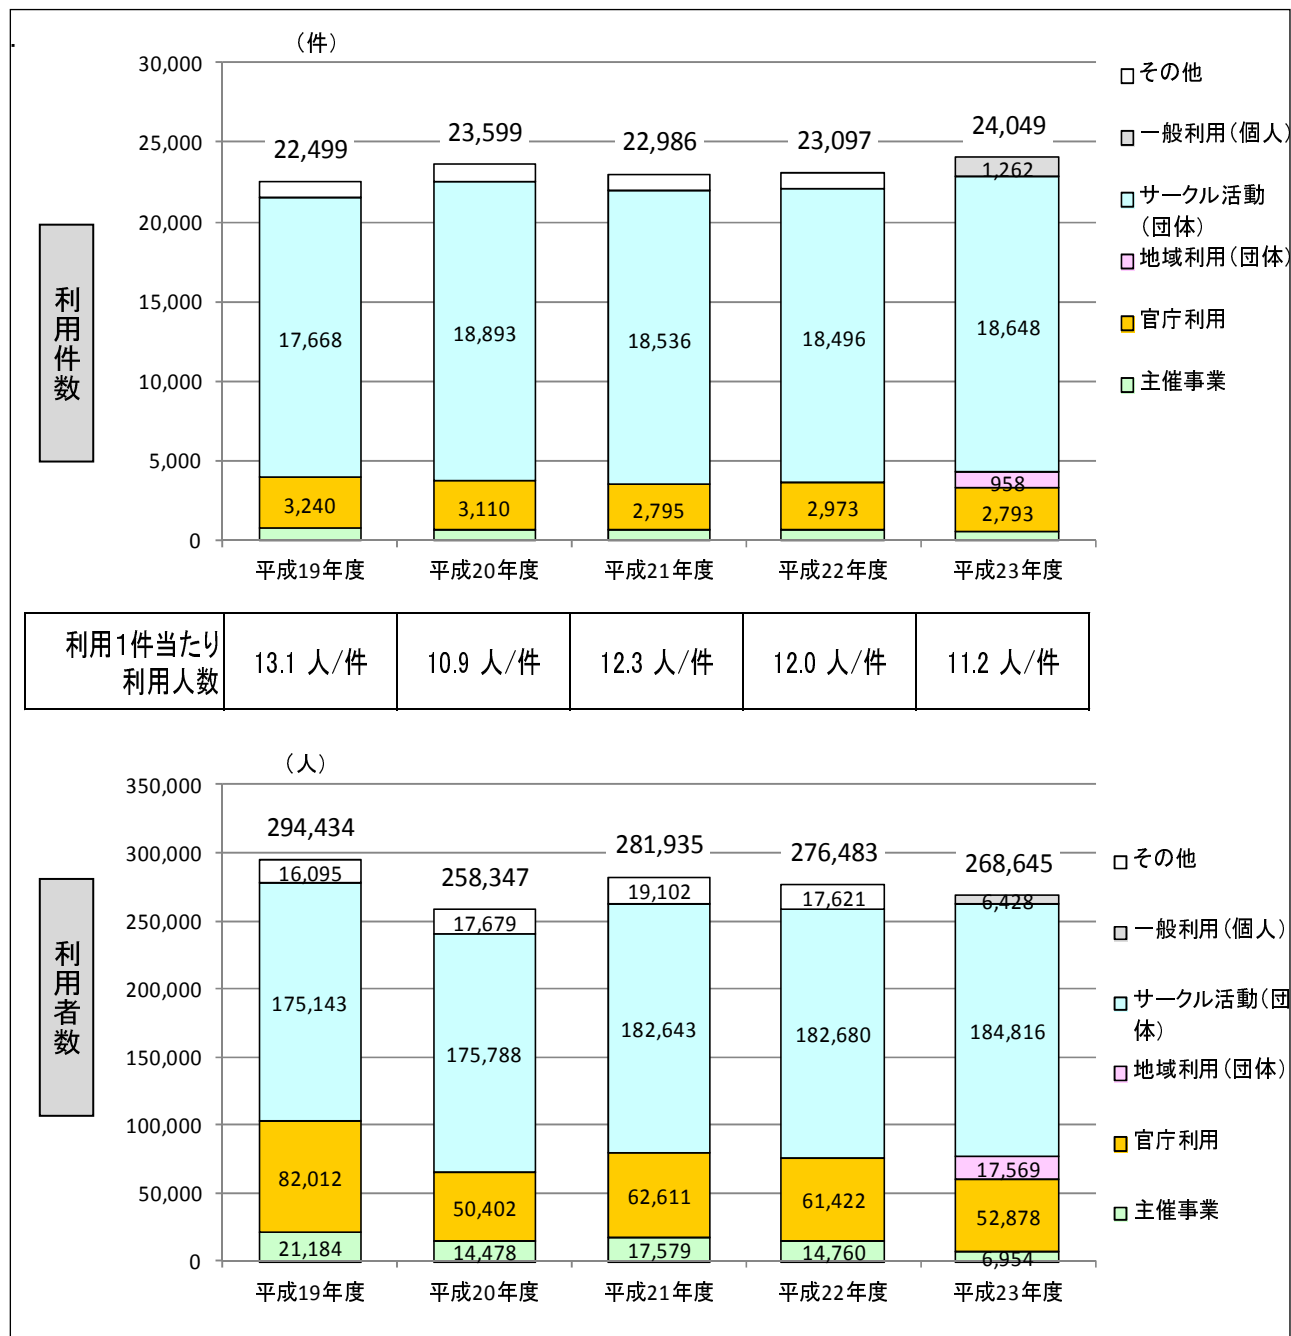 （件）
30,000
25,000
20,000
15,000
10,000
5,000
0
22,499
23,599
22,986
23,097
24,049
1,262
17,668
18,893
18,536
18,496
18,648
958
3,240
3,110
2,795
2,973
2,793
平成19年度
平成20年度
平成21年度
平成22年度
平成23年度
利用件数
その他
一般利用（個人）
サークル活動
（団体）
地域利用（団体）
官庁利用
主催事業
利用１件当たり
利用人数
13.1 人/件
10.9 人/件
12.3 人/件
12.0 人/件
11.2 人/件
（人）
350,000
300,000
250,000
200,000
150,000
100,000
50,000
0
294,434
258,347
281,935
276,483
268,645
16,095
17,679
19,102
17,621
6,428
175,143
175,788
182,643
182,680
184,816
17,569
82,012
50,402
62,611
61,422
52,878
21,184
14,478
17,579
14,760
6,954
平成19年度
平成20年度
平成21年度
平成22年度
平成23年度
利用者数
その他
一般利用（個人）
サークル活動（団
体）
地域利用（団体）
官庁利用
主催事業